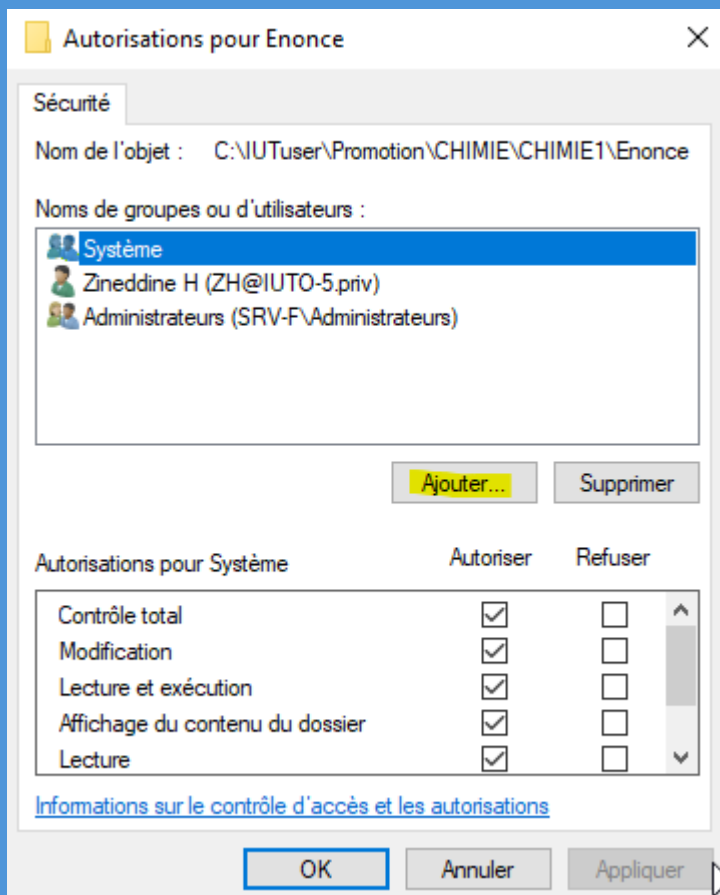 Autorisations pour Enonce
Sécurité
Nom de l'objet : C:\IUTuser\Promotion\CHIMIE\CHIMIE1\Enonce
Noms de groupes ou d'utilisateurs :
Système
Zineddine H (ZH@IUTO-5.priv)
Administrateurs (SRV-F\Administrateurs)
Ajouter... Supprimer
Autorisations pour Système Autoriser Refuser
Contrôle total
Modification
Lecture et exécution
Affichage du contenu du dossier
Lecture
Informations sur le contrôle d'accès et les autorisations
OK Annuler Appliquer